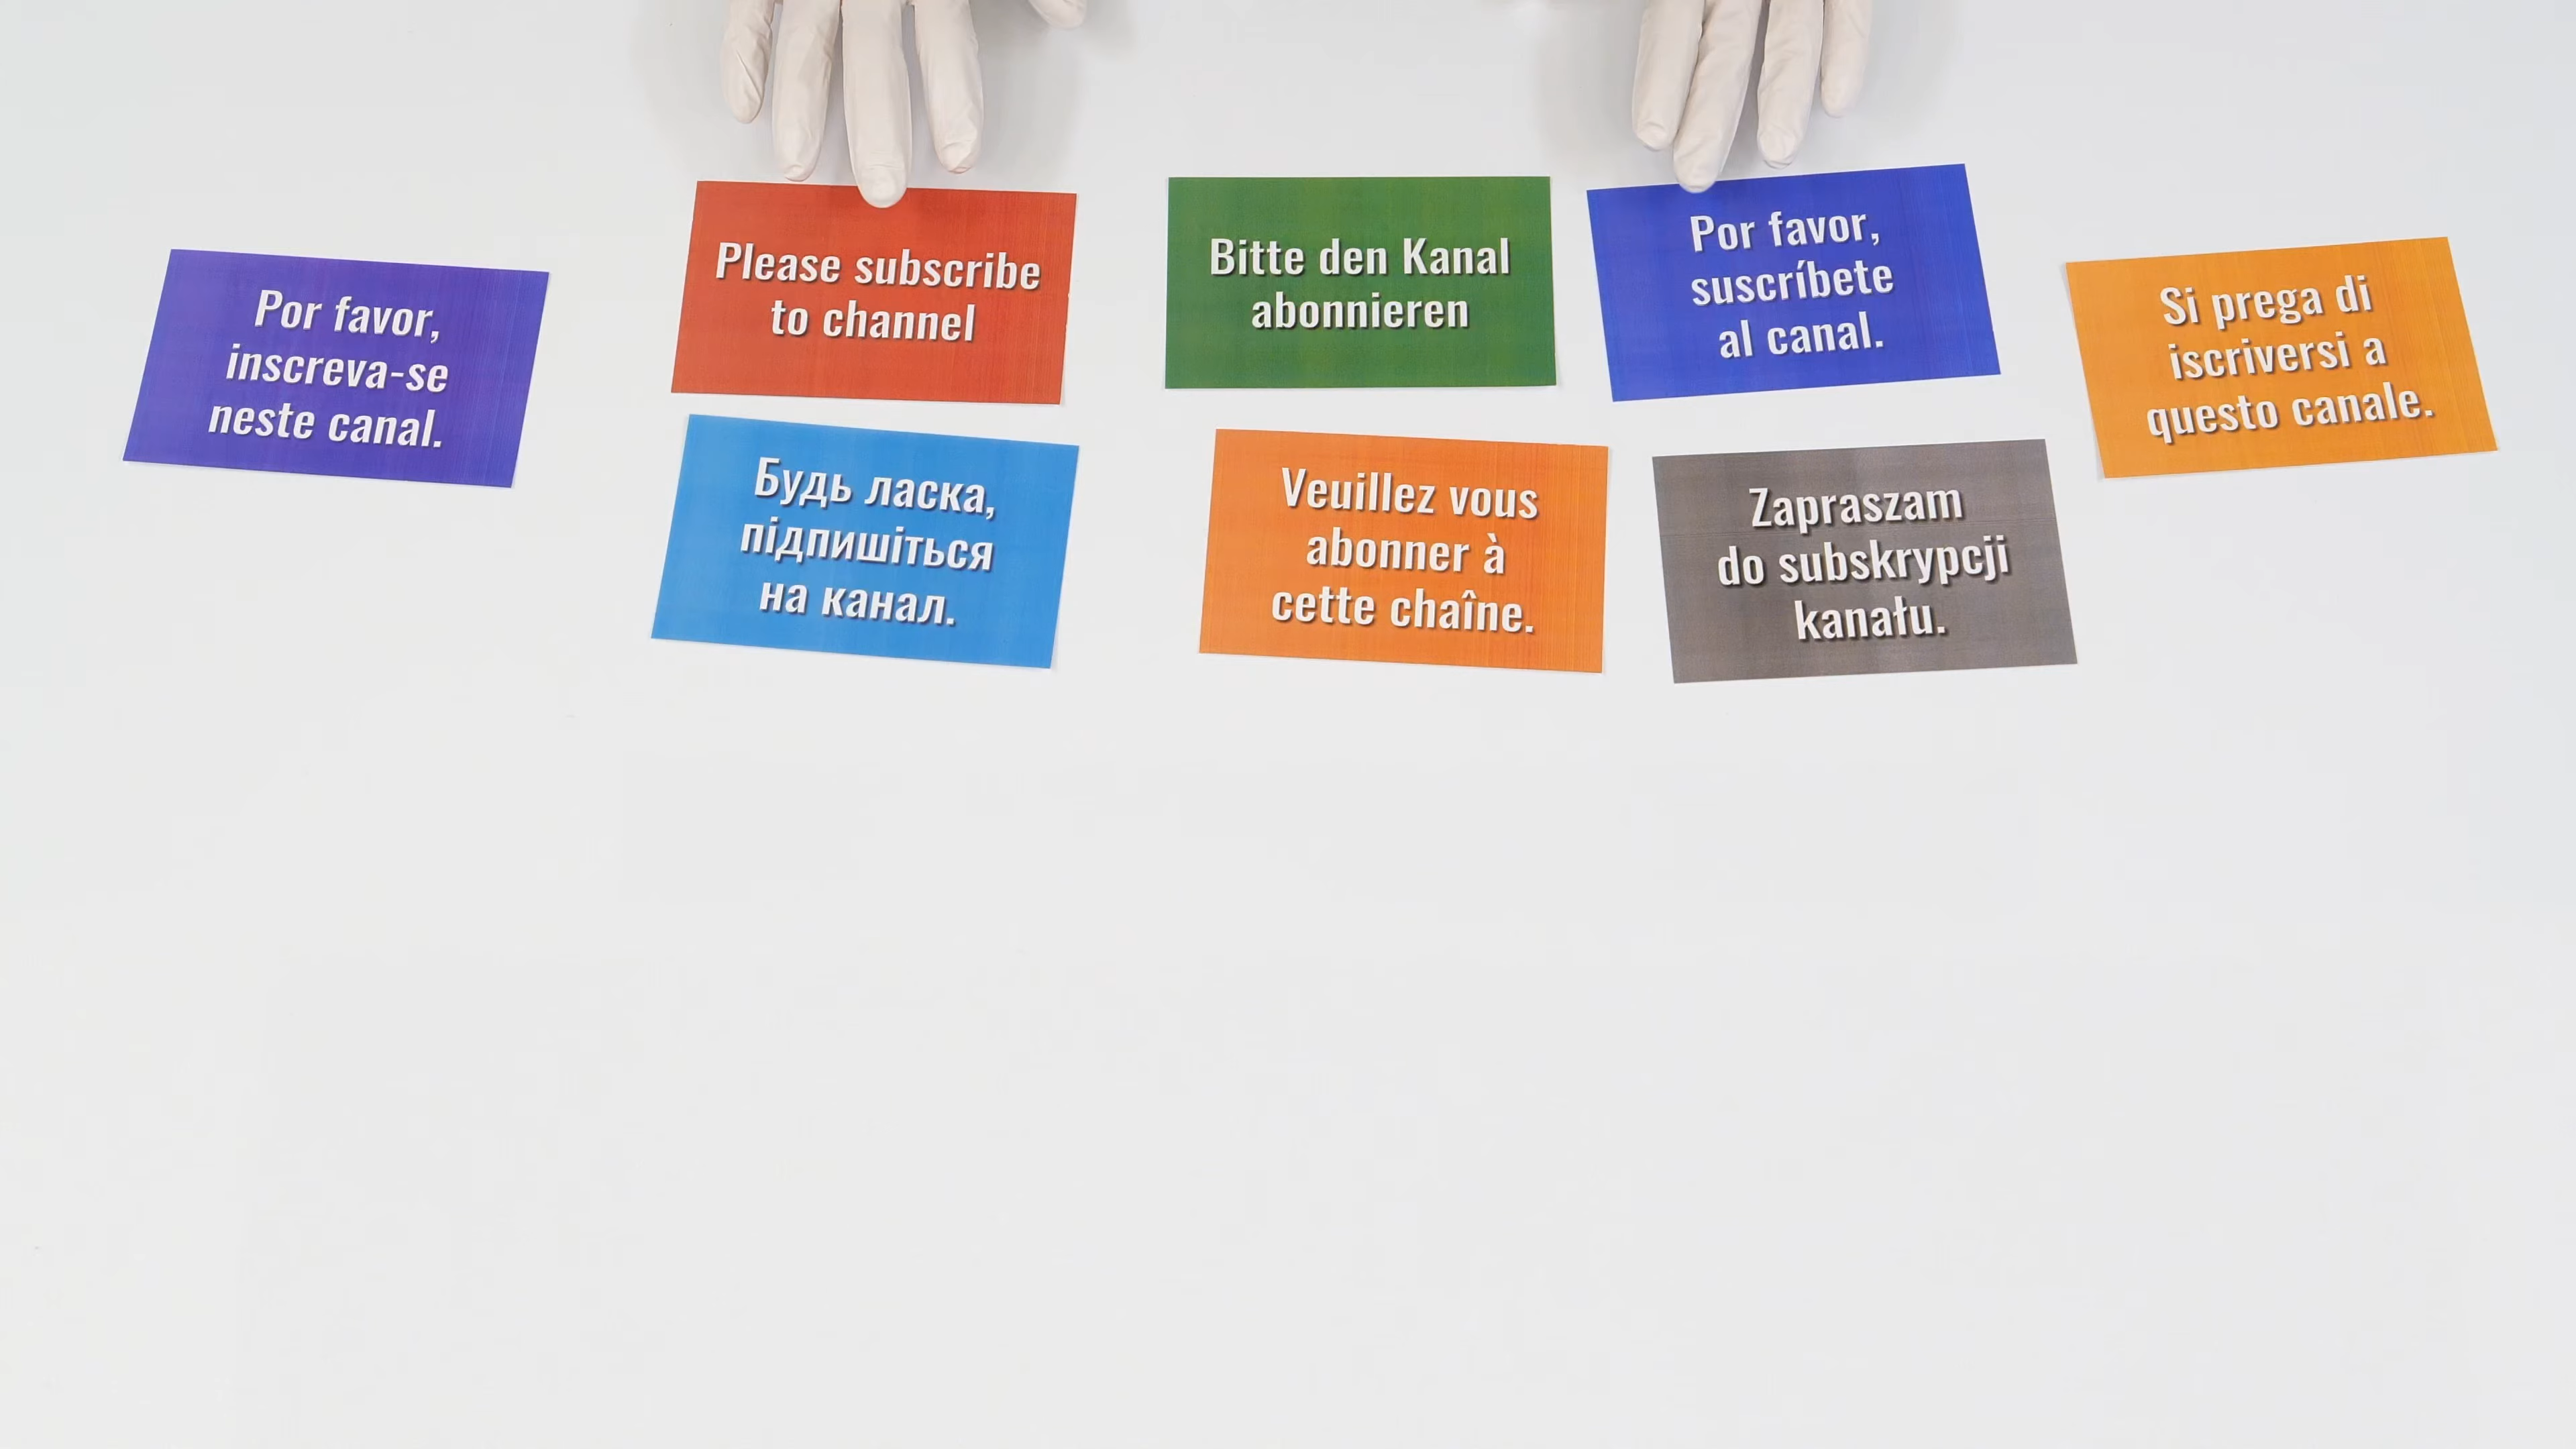 Por favor,
inscreva-se
neste canal.
Please subscribe
to channel
Bitte den Kanal
abonnieren
Por favor,
suscríbete
al canal.
Si prega di
iscriversi a
questo canale.
Будь ласка,
підпишіться
на канал.
Veuillez vous
abonner à
cette chaîne.
Zapraszam
do subskrypcji
kanału.